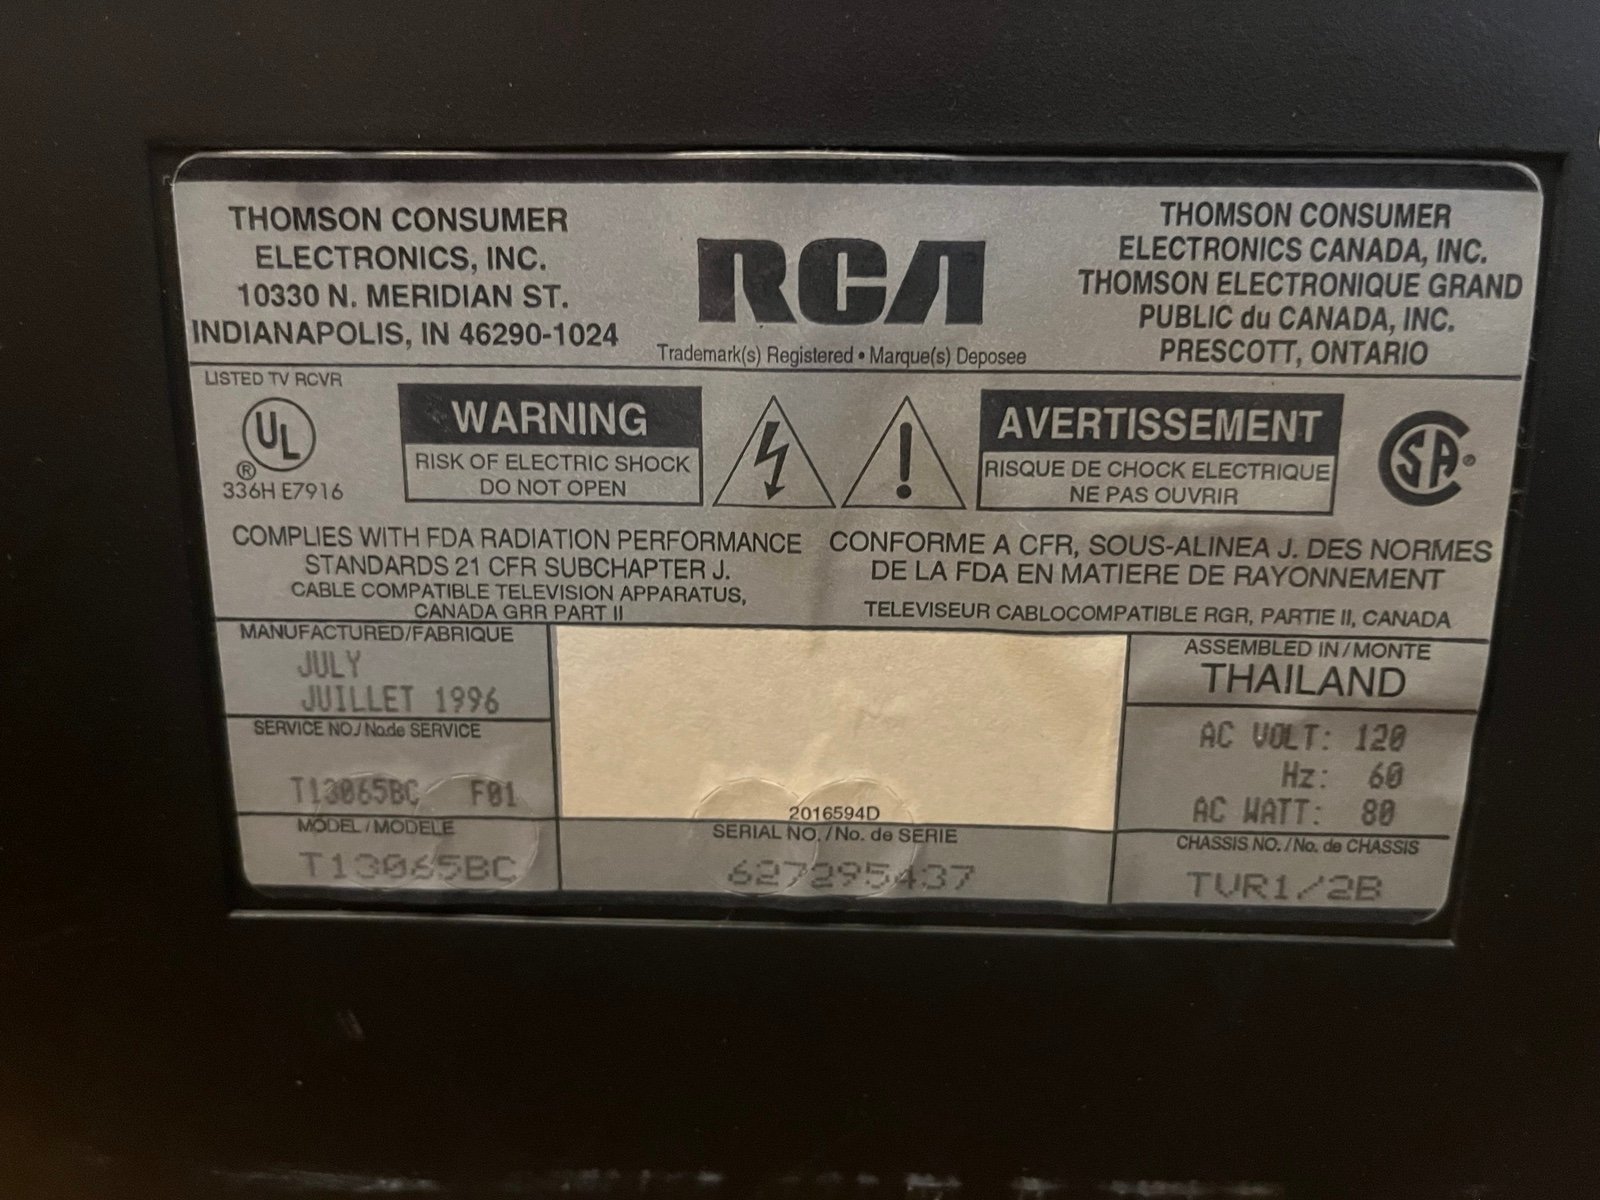 THOMSON CONSUMER
ELECTRONICS, INC.
10330 N. MERIDIAN ST.
INDIANAPOLIS, IN 46290-1024
RCA
Trademark(s) Registered • Marque(s) Deposee
THOMSON CONSUMER
ELECTRONICS CANADA, INC.
THOMSON ELECTRONIQUE GRAND
PUBLIC du CANADA, INC.
PRESCOTT, ONTARIO
LISTED TV RCVR
UL
®
336H E7916
WARNING
RISK OF ELECTRIC SHOCK
DO NOT OPEN
!
AVERTISSEMENT
RISQUE DE CHOCK ELECTRIQUE
NE PAS OUVRIR
SA®
COMPLIES WITH FDA RADIATION PERFORMANCE
STANDARDS 21 CFR SUBCHAPTER J.
CABLE COMPATIBLE TELEVISION APPARATUS,
CANADA GRR PART II
CONFORME A CFR, SOUS-ALINEA J. DES NORMES
DE LA FDA EN MATIERE DE RAYONNEMENT
TELEVISEUR CABLOCOMPATIBLE RGR, PARTIE II, CANADA
MANUFACTURED/FABRIQUE
JULY
JUILLET 1996
SERVICE NO./No.de SERVICE
T13065BC F01
MODEL/MODELE
T13065BC
2016594D
SERIAL NO./No. de SERIE
627295437
ASSEMBLED IN/MONTE
THAILAND
AC VOLT: 120
Hz: 60
AC WATT: 80
CHASSIS NO./No. de CHASSIS
TVR1/2B